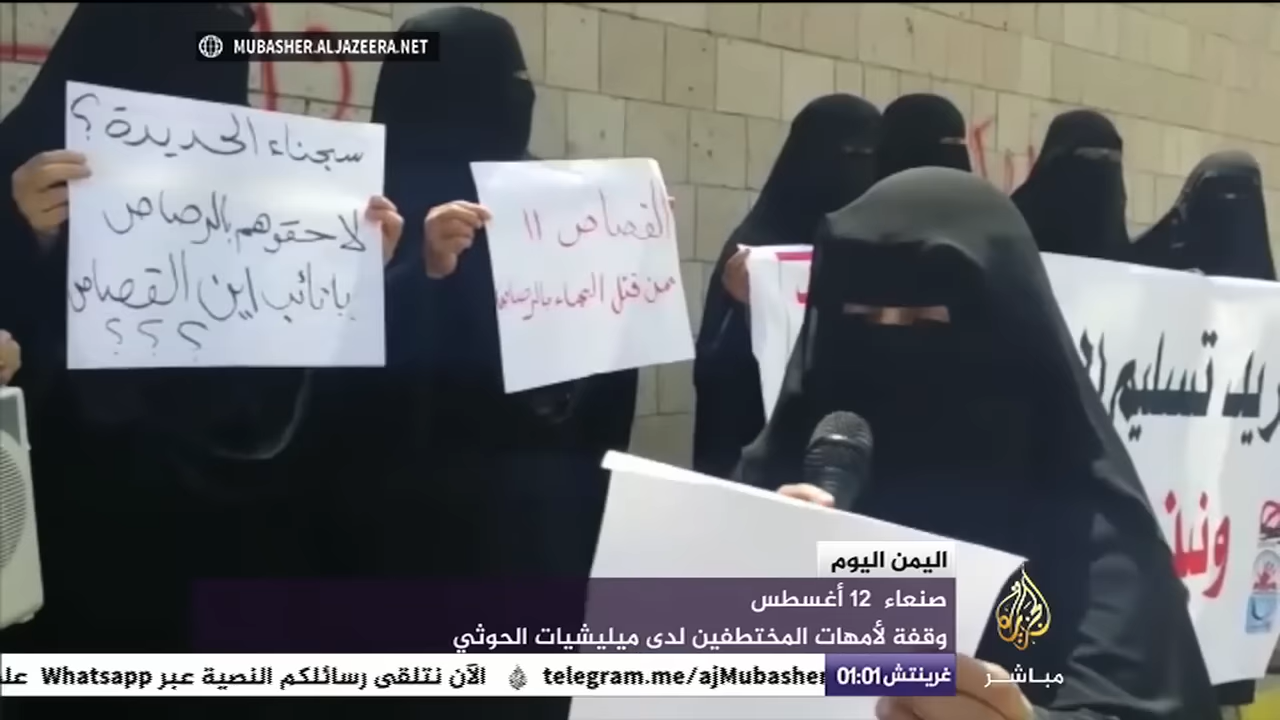 MUBASHER.ALJAZEERA.NET
سجناء الحديدة؟
لاحقوهم بالرصاص
يا نائب اين القصاص
؟ ؟ ؟
القصاص !!
ممن قتل
بالرصاص
ريد تسليم
اليمن اليوم
صنعاء 12 أغسطس
وقفة لأمهات المختطفين لدى ميليشيات الحوثي
غرينتش 01:01
telegram.me/ajMubasher
الآن نتلقى رسائلكم النصية عبر Whatsapp
الجزيرة
مباشر